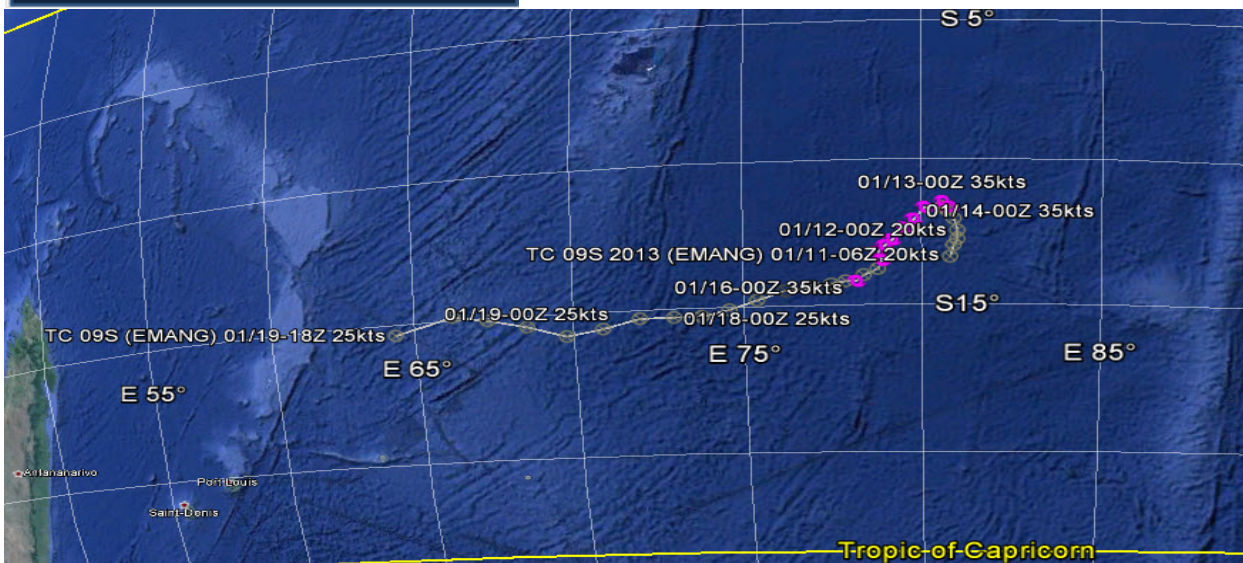 S 5°
01/13-00Z 35kts
01/14-00Z 35kts
01/12-00Z 20kts
TC 09S 2013 (EMANG) 01/11-06Z 20kts
01/16-00Z 35kts
S15°
01/19-00Z 25kts
01/18-00Z 25kts
TC 09S (EMANG) 01/19-18Z 25kts
E 75°
E 85°
E 65°
E 55°
Antananarivo
Port Louis
Saint-Denis
Tropic of Capricorn